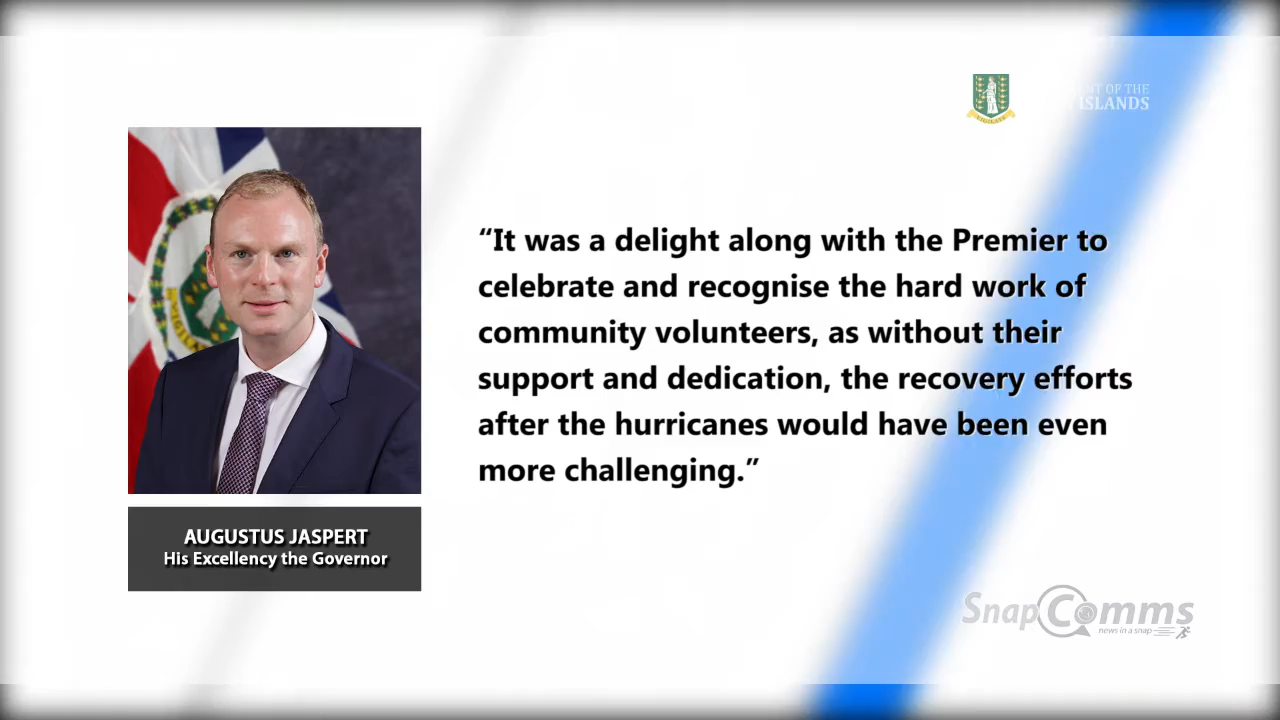 OF THE
ISLANDS
“It was a delight along with the Premier to
celebrate and recognise the hard work of
community volunteers, as without their
support and dedication, the recovery efforts
after the hurricanes would have been even
more challenging.”
AUGUSTUS JASPERT
His Excellency the Governor
SnapComms
news in a snap